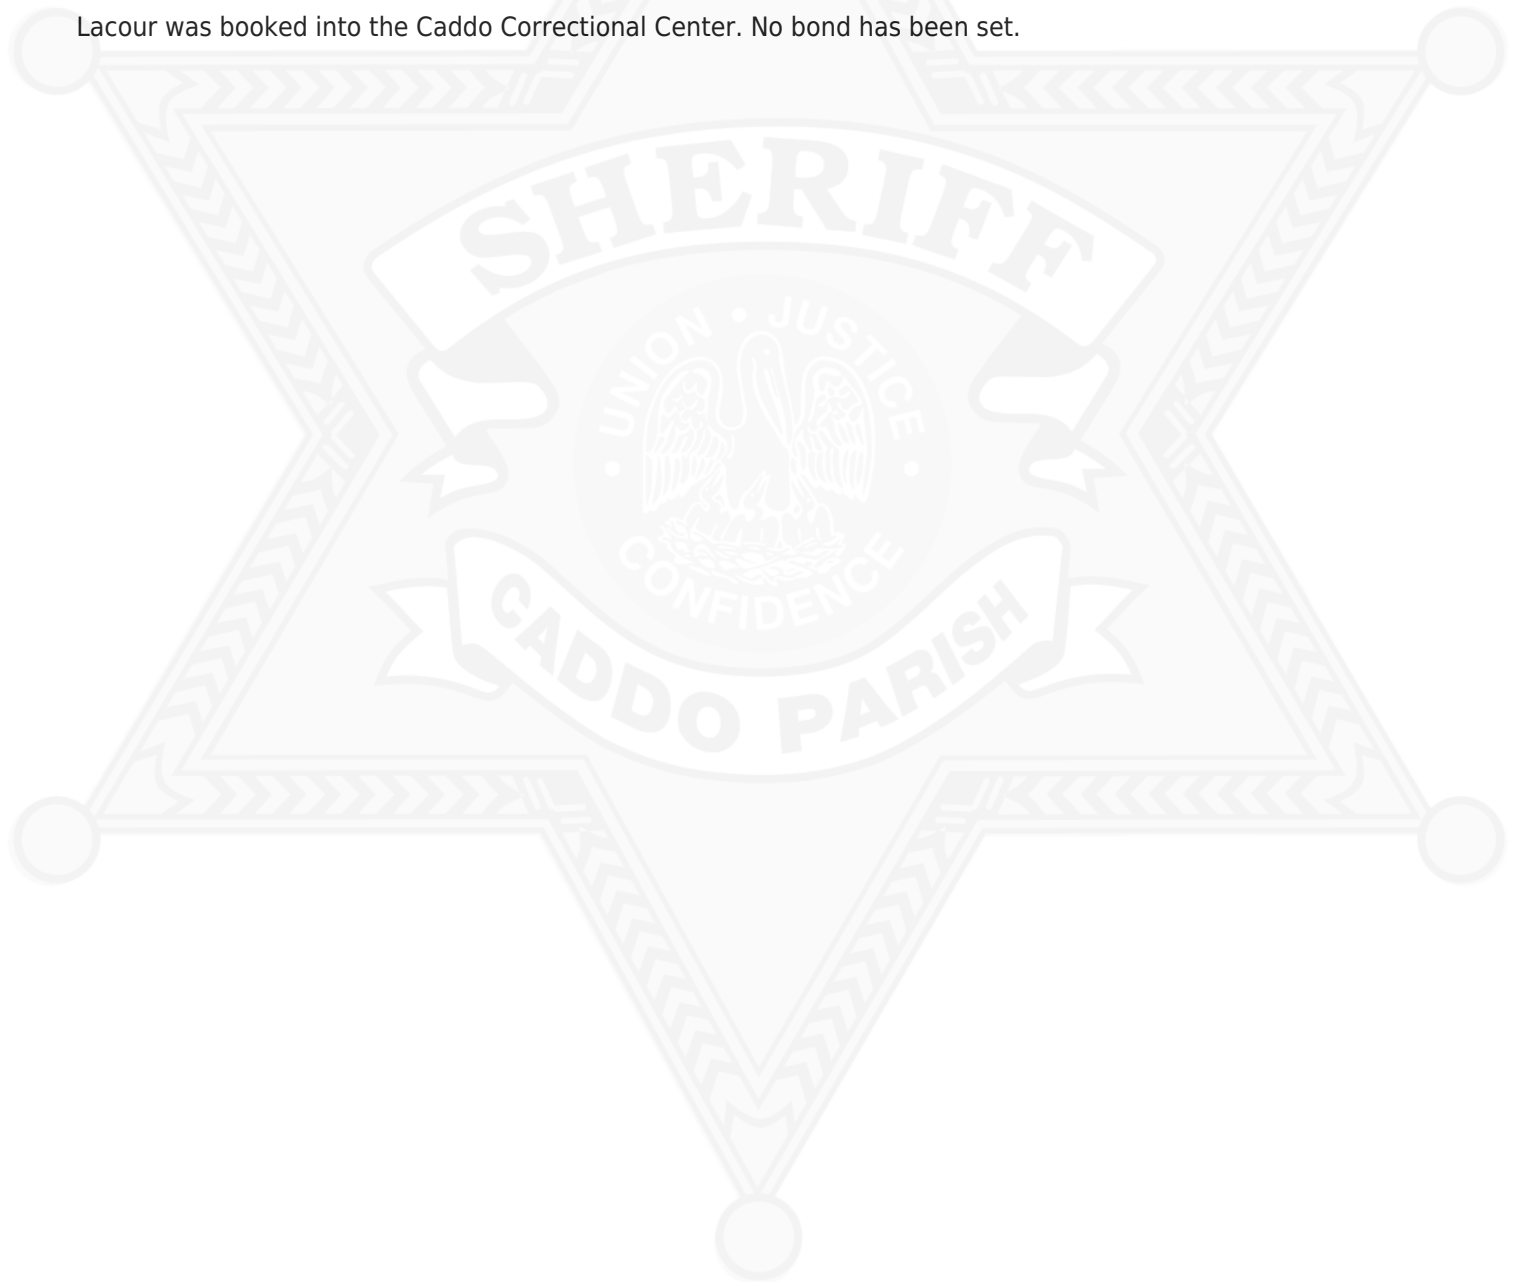 Lacour was booked into the Caddo Correctional Center. No bond has been set.
SHERIFF
UNION • JUSTICE
• CONFIDENCE •
CADDO PARISH